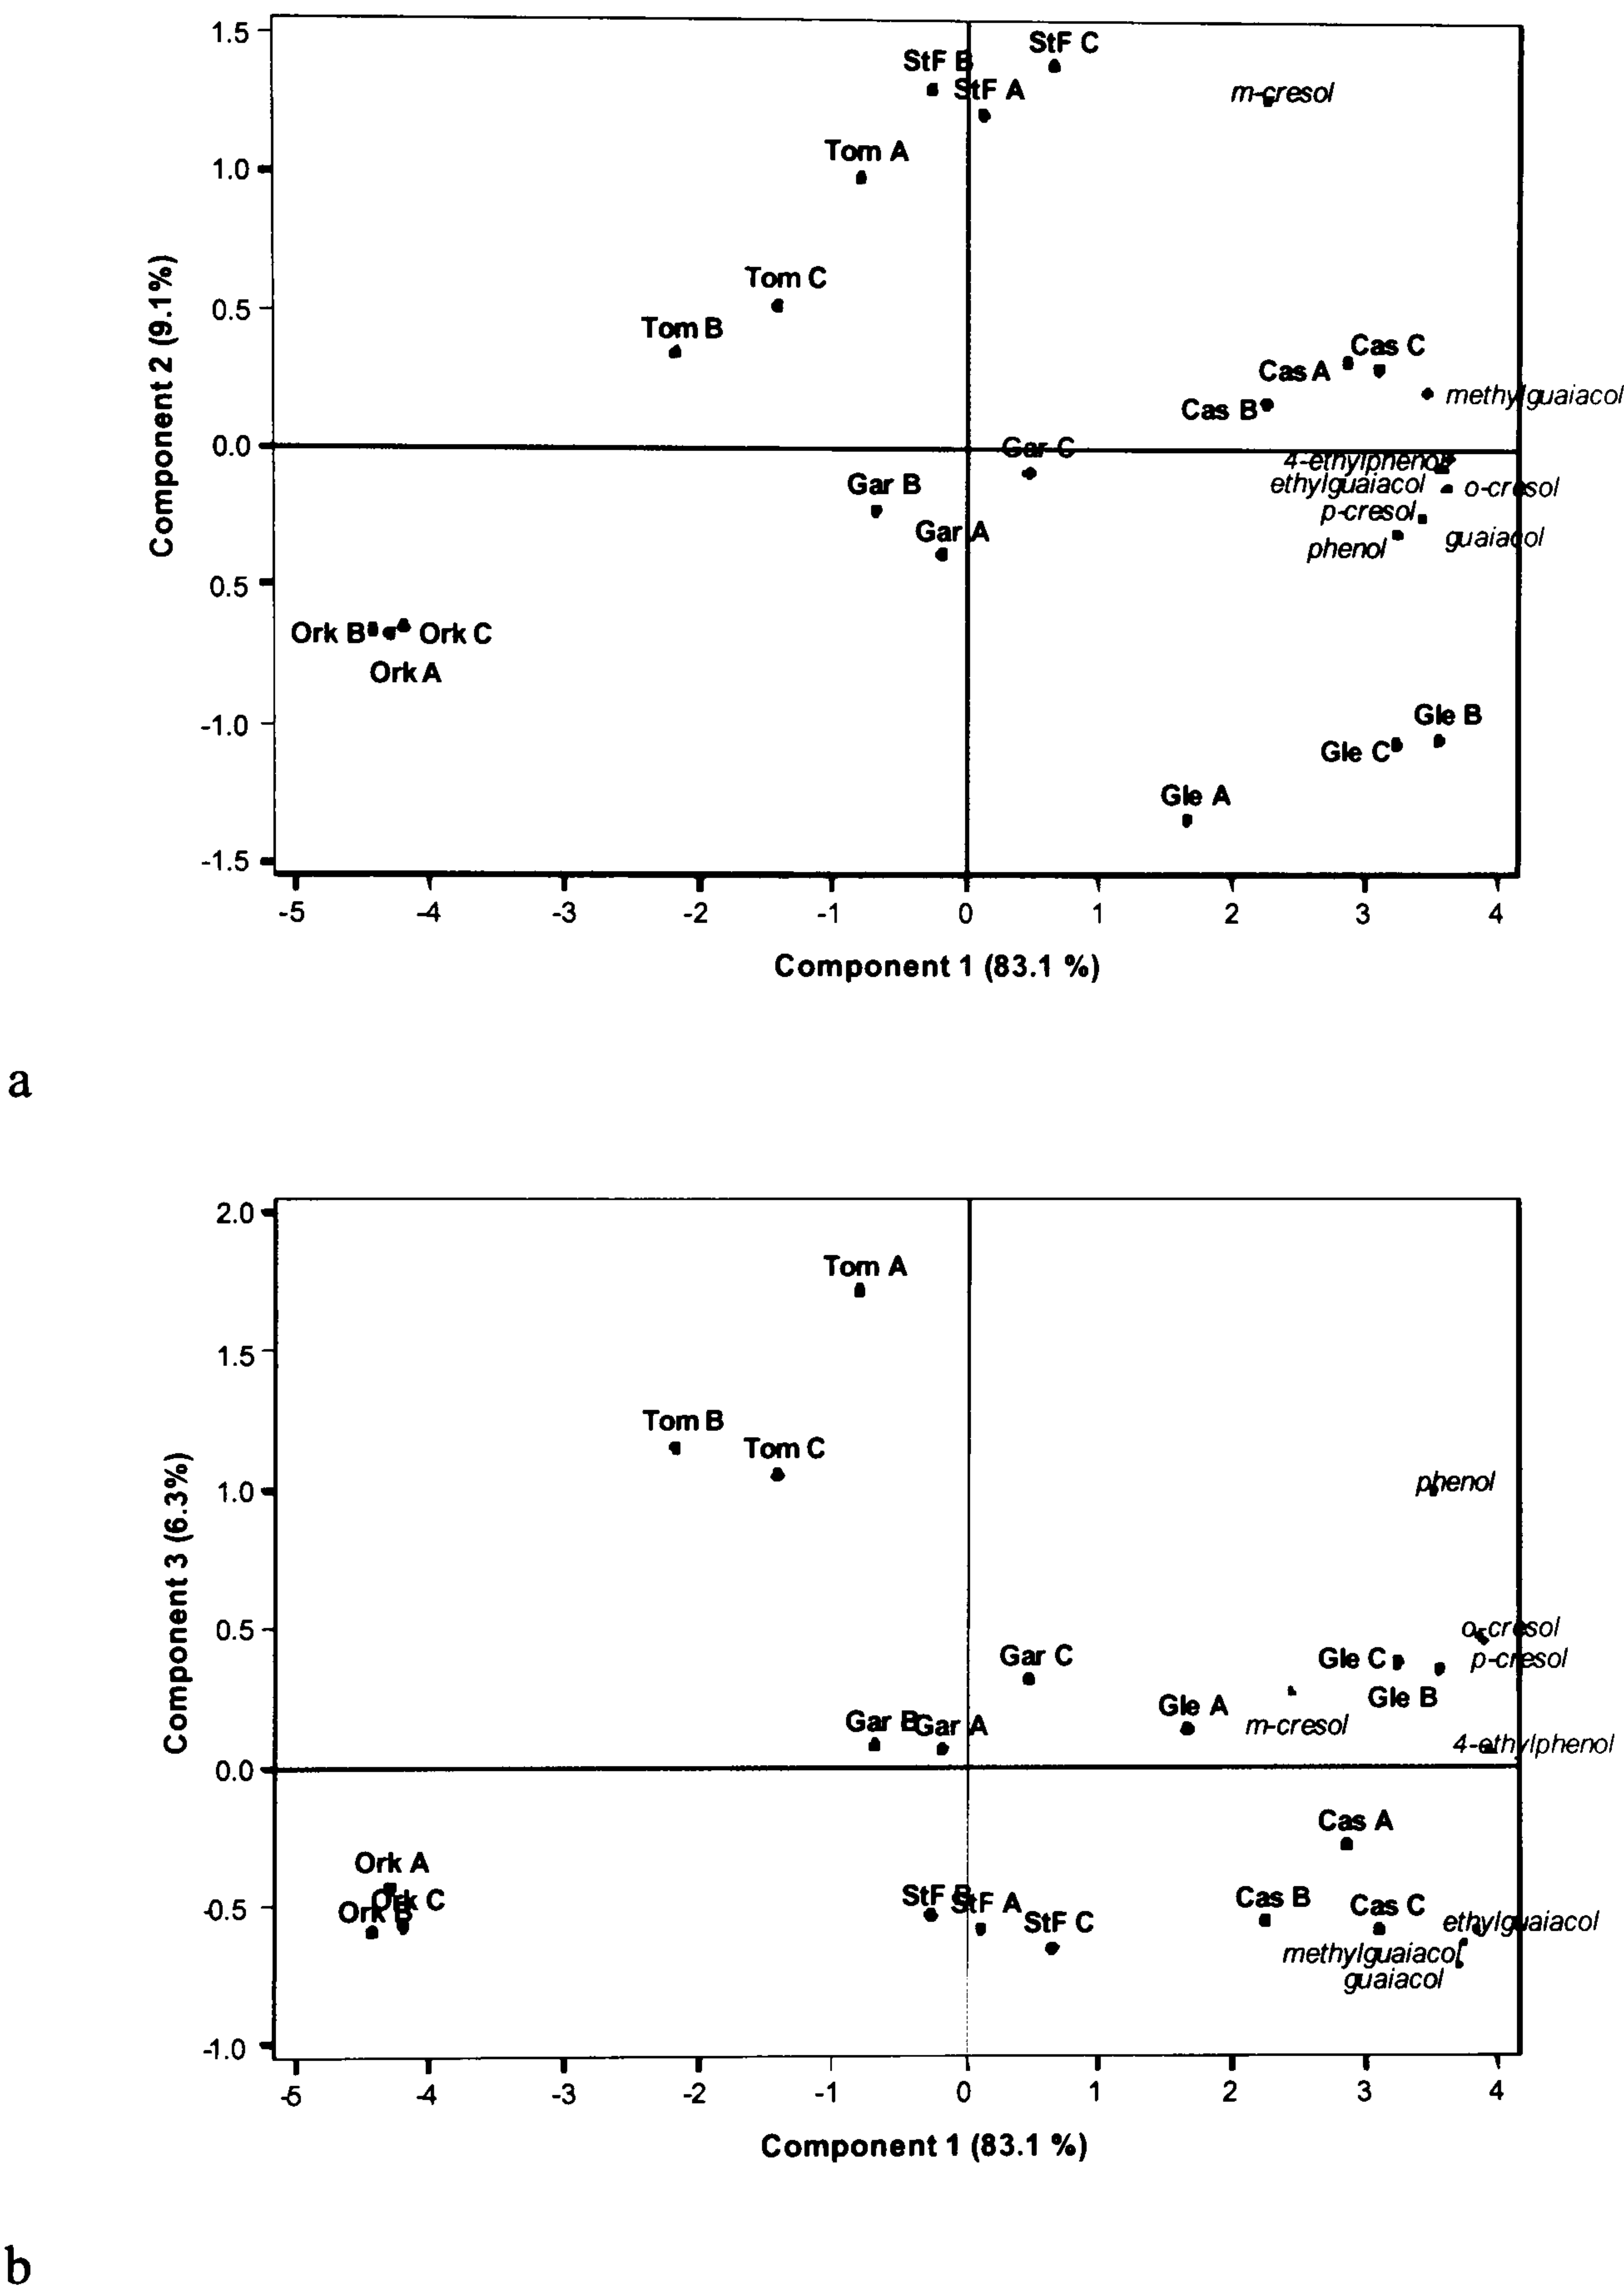 1.5
StF B
StF C
StF A
m-cresol
Tom A
1.0
Tom C
0.5
Tom B
Cas C
Cas A
Cas B
methylguaiacol
0.0
Gar C
4-ethylphenol
Gar B
ethylguaiacol
o-cresol
p-cresol
Gar A
guaiacol
phenol
0.5
Ork B
Ork C
Ork A
Gle B
-1.0
Gle C
Gle A
-1.5
-5 -4 -3 -2 -1 0 1 2 3 4
Component 2 (9.1%)
Component 1 (83.1 %)
a
2.0
Tom A
1.5
Tom B
Tom C
phenol
1.0
0.5
o-cresol
Gar C
Gle C
p-cresol
Gle B
Gle A
Gar B
Gar A
m-cresol
4-ethylphenol
0.0
Cas A
Ork A
Ork C
Ork B
-0.5
StF B
StF A
StF C
Cas B
Cas C
ethylguaiacol
methylguaiacol
guaiacol
-1.0
-5 -4 -3 -2 -1 0 1 2 3 4
Component 3 (6.3%)
Component 1 (83.1 %)
b